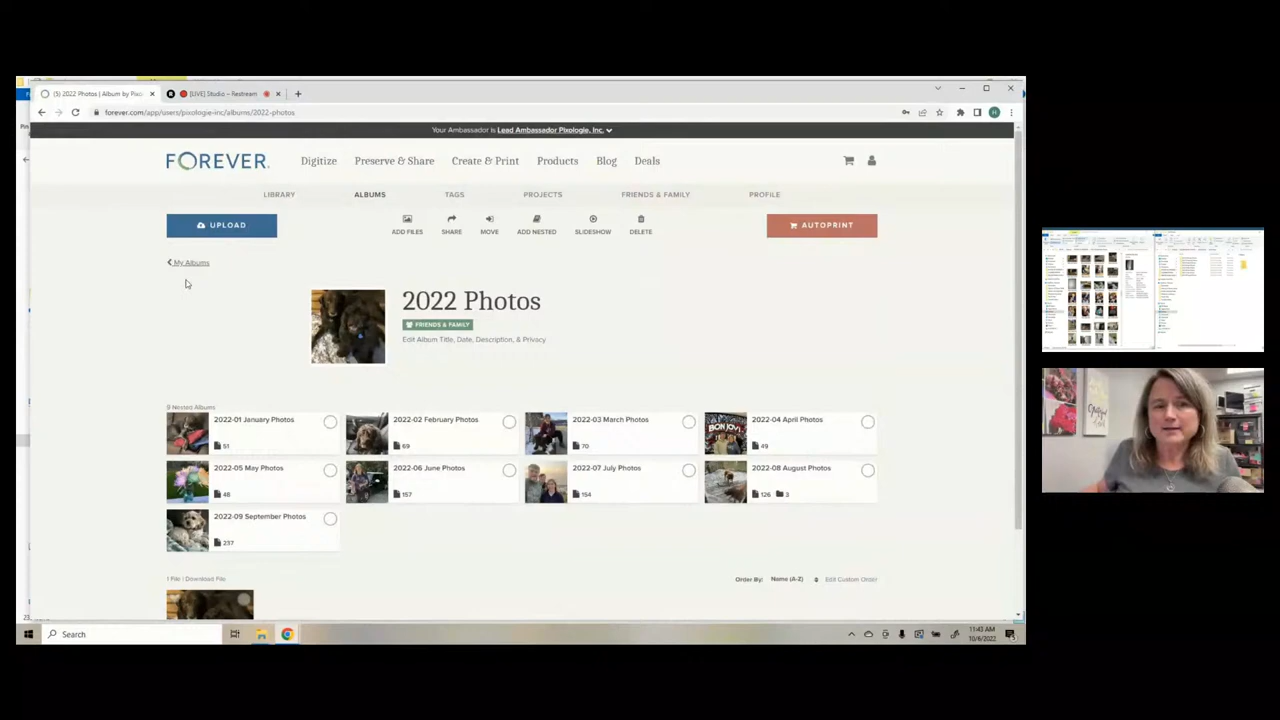 (5) 2022 Photos | Album by Pixo
[LIVE] Studio – Restream
forever.com/app/users/pixologie-inc/albums/2022-photos
Your Ambassador is Lead Ambassador Pixologie, Inc.
FOREVER
Digitize
Preserve & Share
Create & Print
Products
Blog
Deals
LIBRARY
ALBUMS
TAGS
PROJECTS
FRIENDS & FAMILY
PROFILE
UPLOAD
ADD FILES
SHARE
MOVE
ADD NESTED
SLIDESHOW
DELETE
AUTOPRINT
My Albums
2022 Photos
FRIENDS & FAMILY
Edit Album Title, Date, Description, & Privacy
9 Nested Albums
2022-01 January Photos
51
2022-02 February Photos
69
2022-03 March Photos
70
2022-04 April Photos
BON JOVI
49
2022-05 May Photos
48
2022-06 June Photos
157
2022-07 July Photos
154
2022-08 August Photos
126 3
2022-09 September Photos
237
1 File | Download File
Order By: Name (A-Z)
Edit Custom Order
Search
11:43 AM
10/6/2022